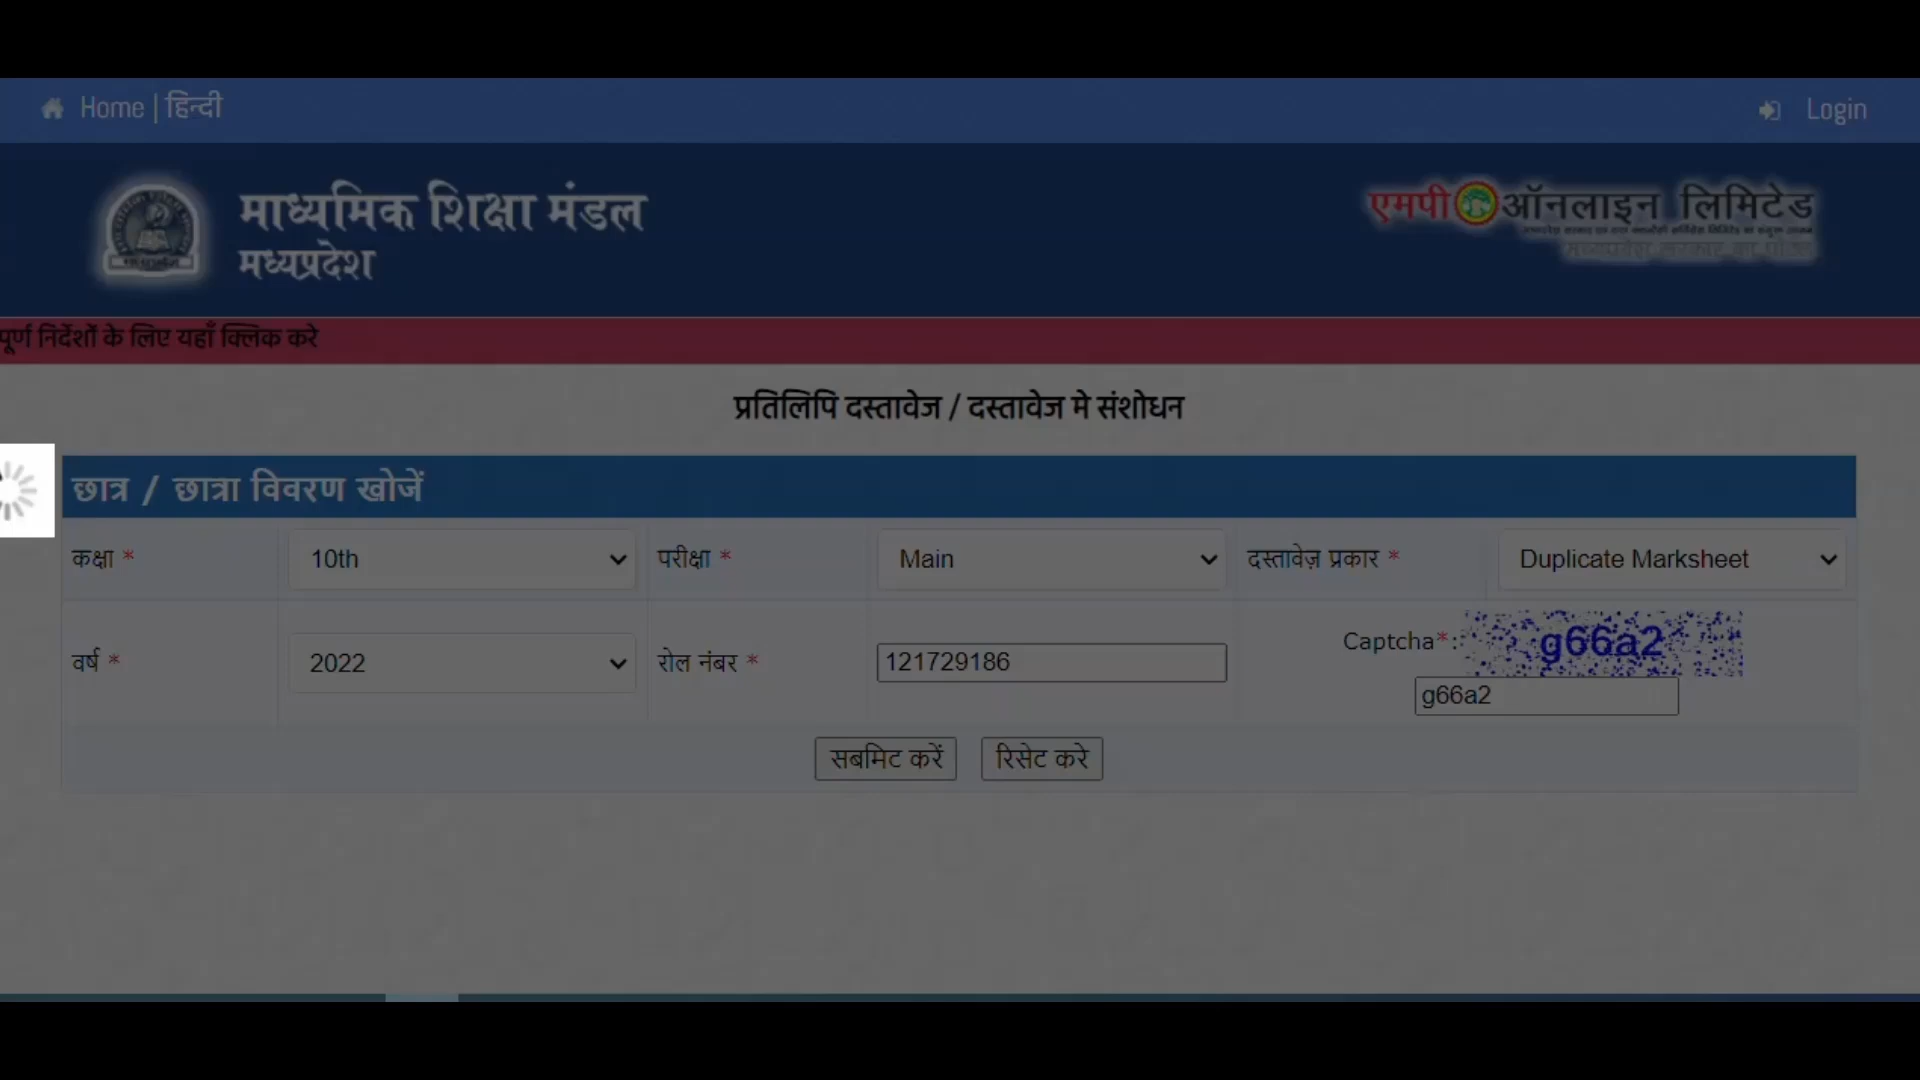 Home | हिन्दी
Login
माध्यमिक शिक्षा मंडल
मध्यप्रदेश
एमपी ऑनलाइन लिमिटेड
पूर्ण निर्देशों के लिए यहाँ क्लिक करे
प्रतिलिपि दस्तावेज / दस्तावेज मे संशोधन
छात्र / छात्रा विवरण खोजें
कक्षा * 10th परीक्षा * Main दस्तावेज़ प्रकार * Duplicate Marksheet
वर्ष * 2022 रोल नंबर * 121729186 Captcha*: g66a2
g66a2
सबमिट करें रिसेट करे